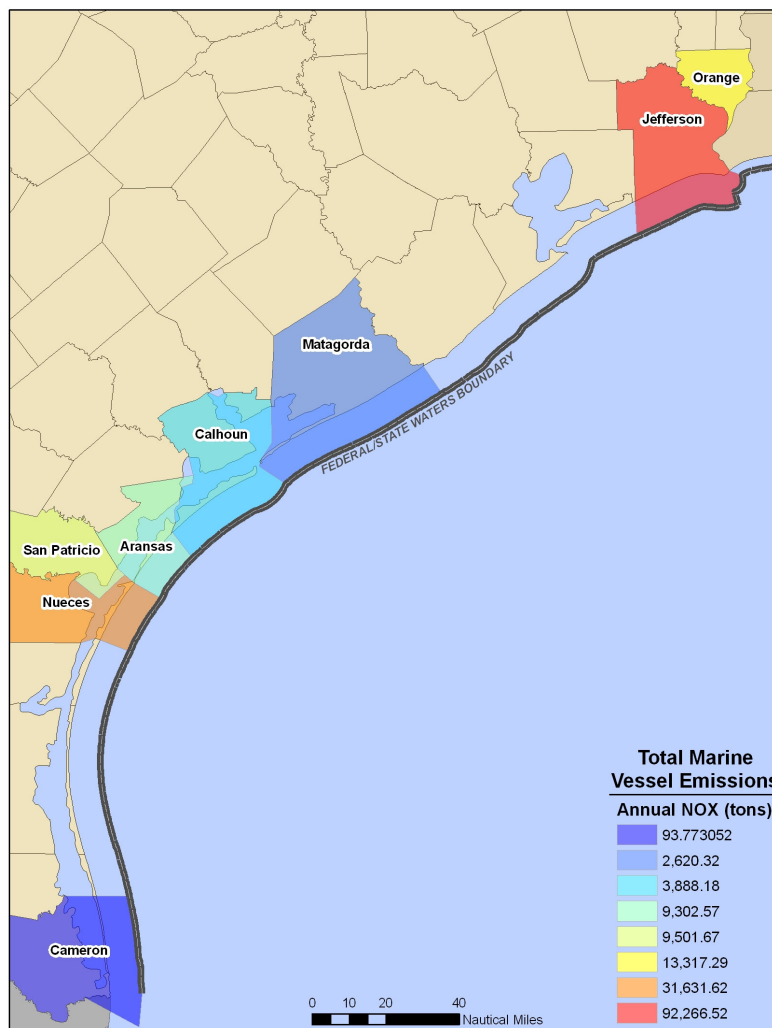 Orange
Jefferson
Matagorda
FEDERAL/STATE WATERS BOUNDARY
Calhoun
San Patricio
Aransas
Nueces
Cameron
Total Marine
Vessel Emissions
Annual NOX (tons)
93.773052
2,620.32
3,888.18
9,302.57
9,501.67
13,317.29
31,631.62
92,266.52
0 10 20 40
Nautical Miles